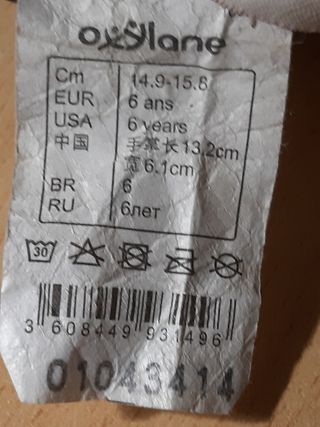 oxylane
Cm 14.9-15.8
EUR 6 ans
USA 6 years
中国 手掌长13.2cm
宽6.1cm
BR 6
RU 6лет
30
3 608449 931496
01043414